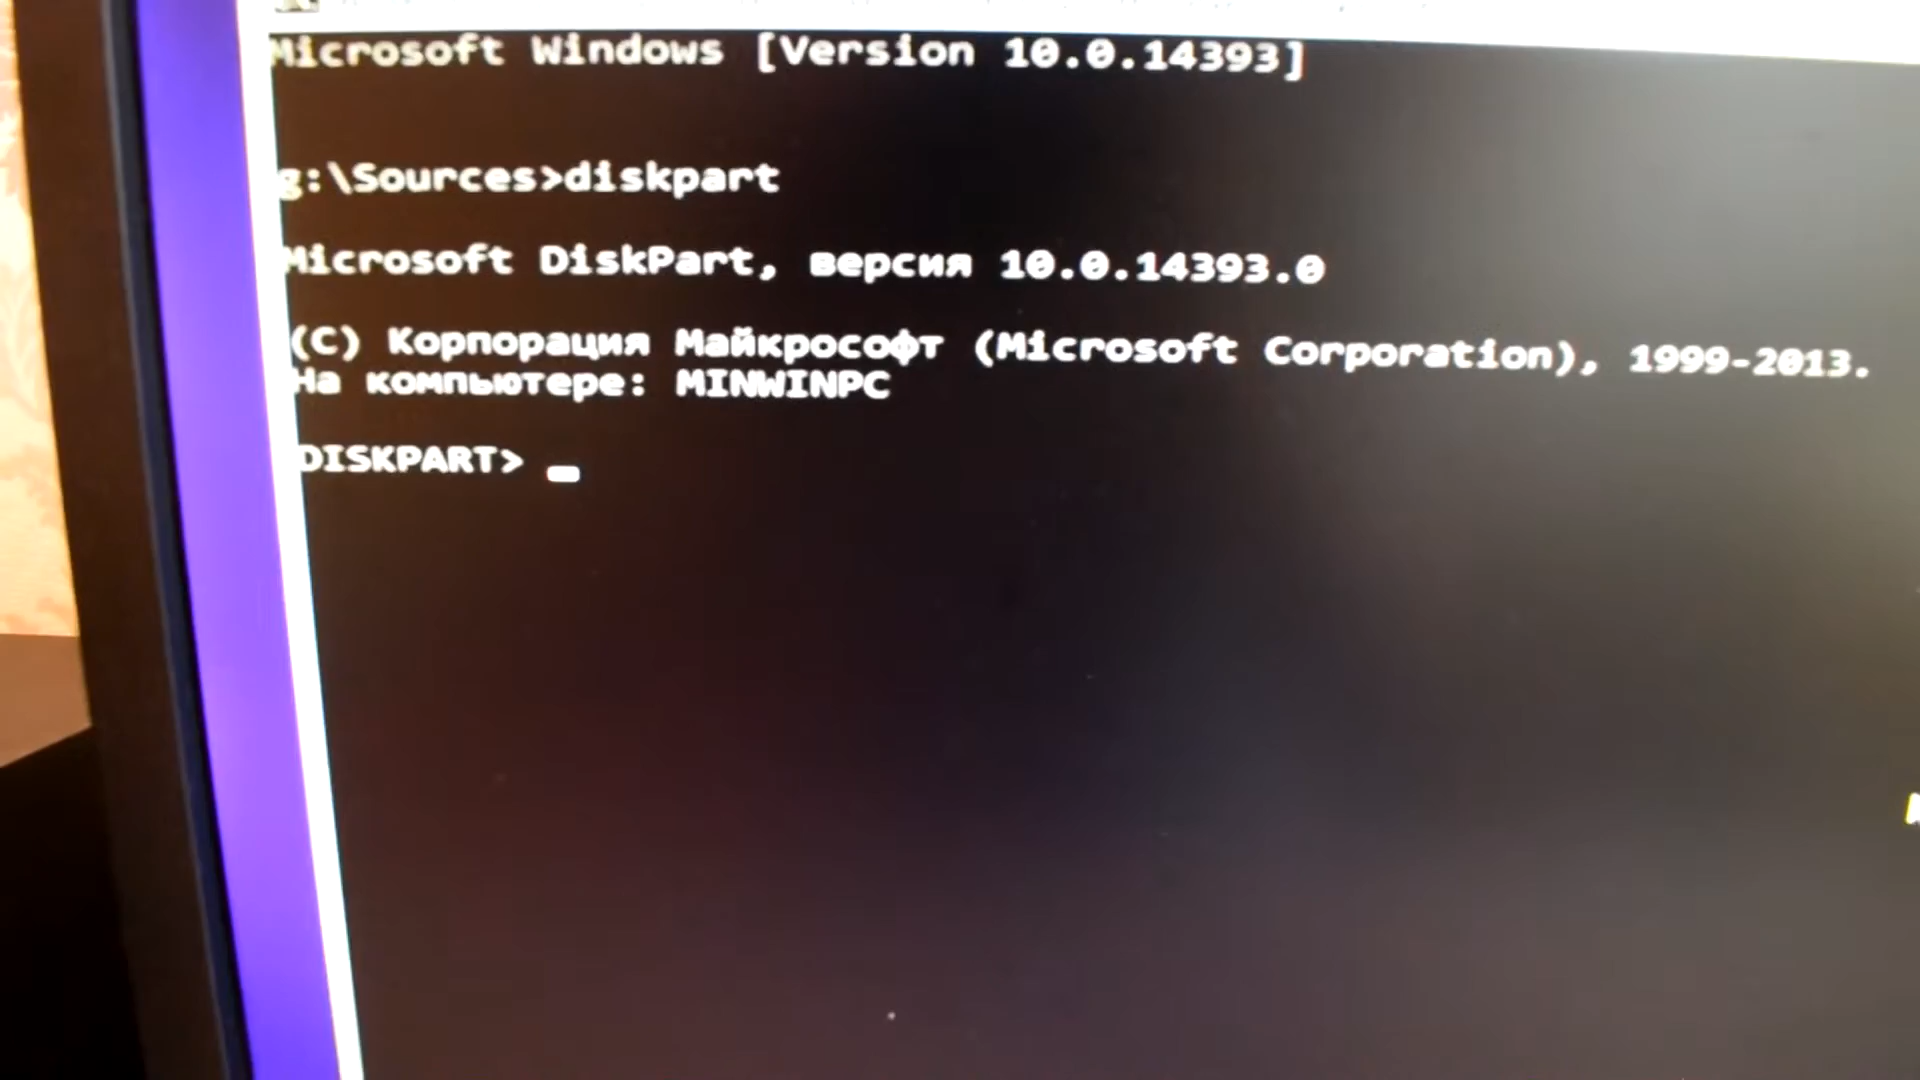 Microsoft Windows [Version 10.0.14393]
g:\Sources>diskpart
Microsoft DiskPart, версия 10.0.14393.0
(C) Корпорация Майкрософт (Microsoft Corporation), 1999-2013.
На компьютере: MINWINPC
DISKPART> _